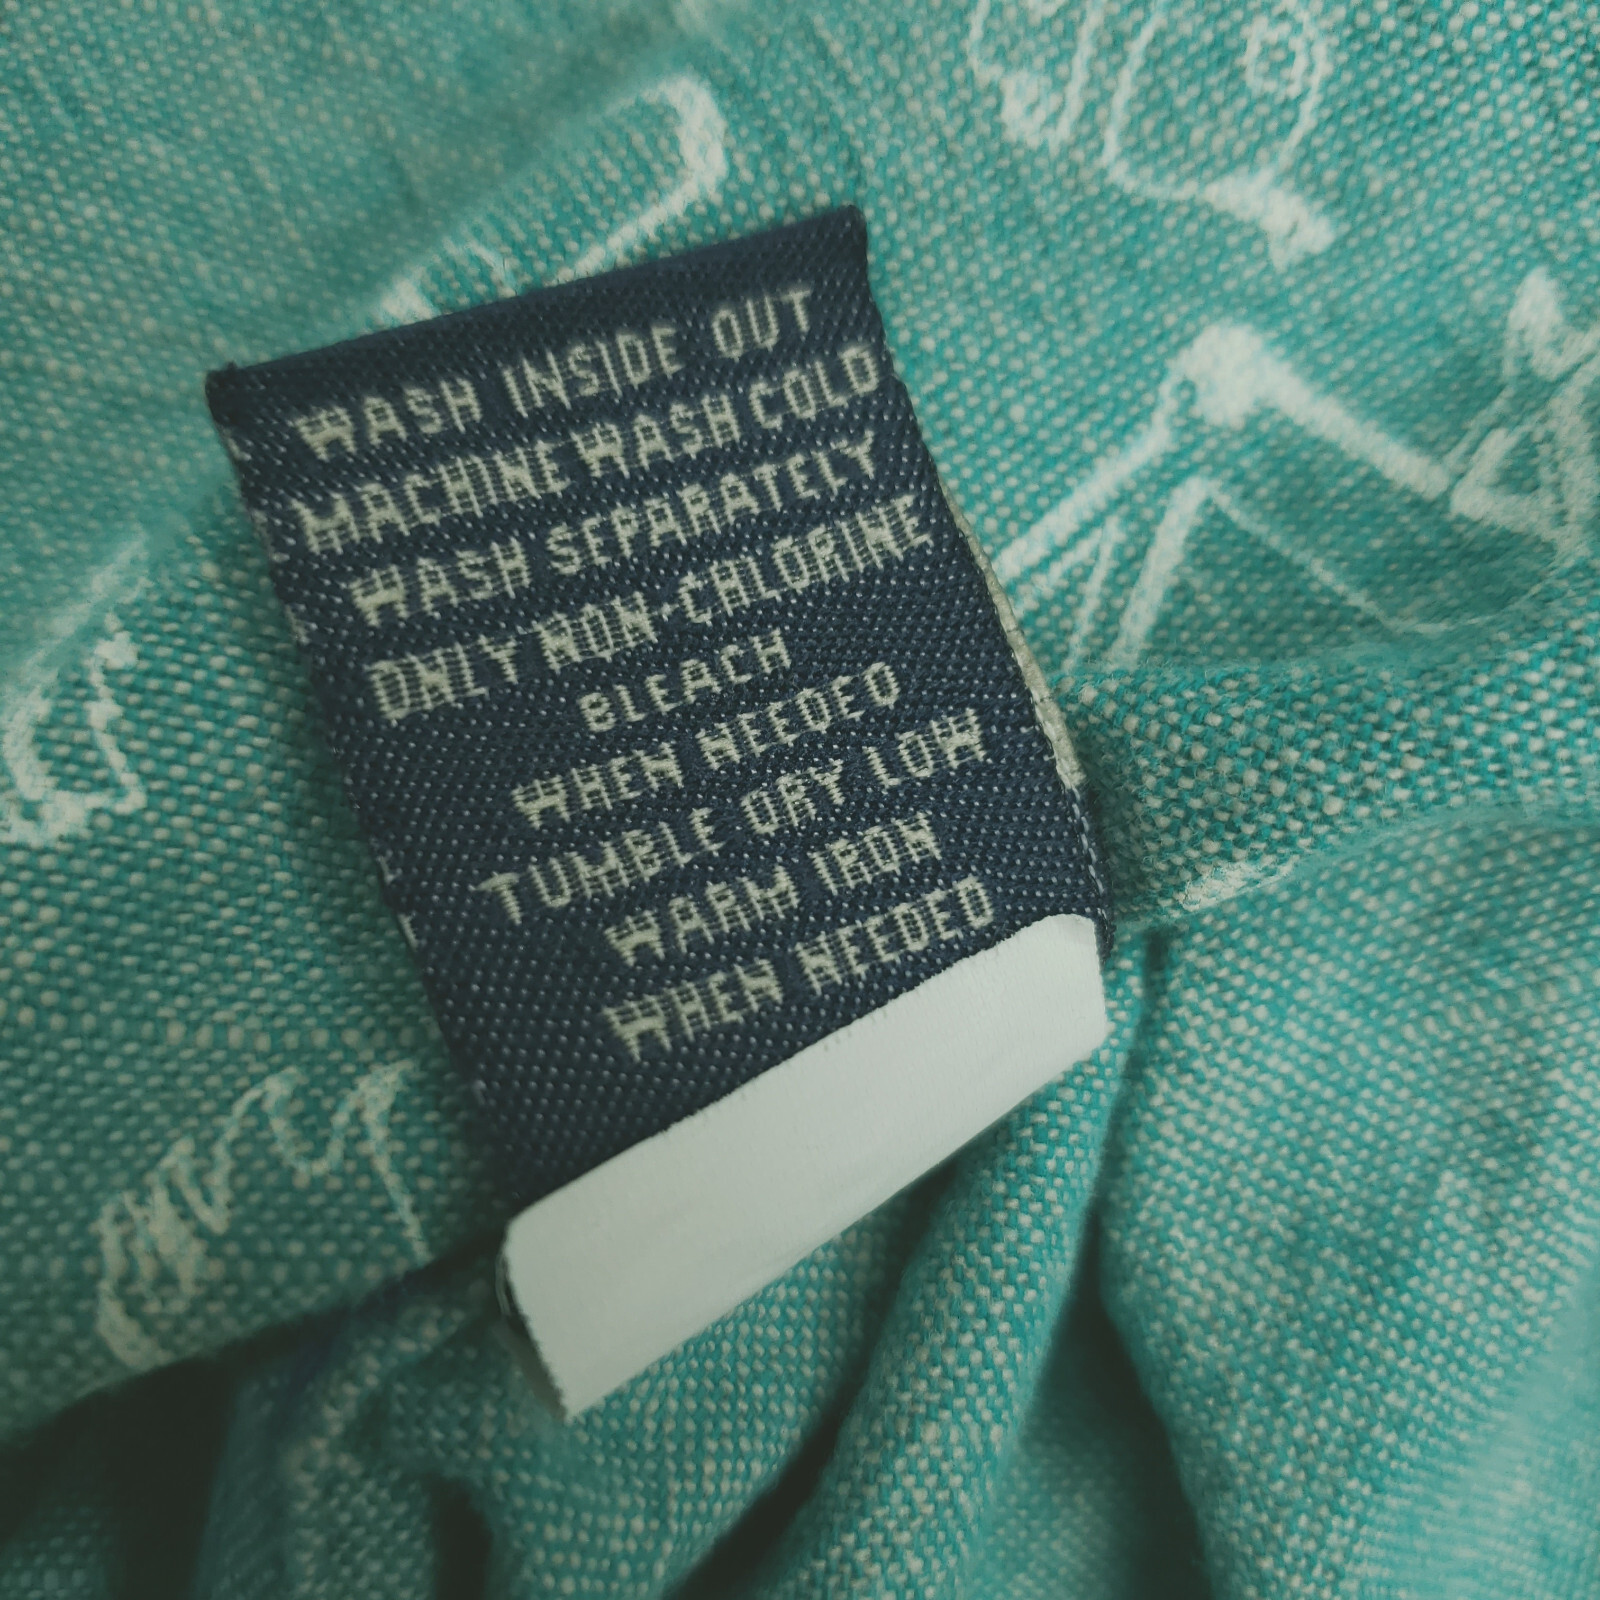 WASH INSIDE OUT
MACHINE WASH COLD
WASH SEPARATELY
ONLY NON-CHLORINE
BLEACH
WHEN NEEDED
TUMBLE DRY LOW
WARM IRON
WHEN NEEDED